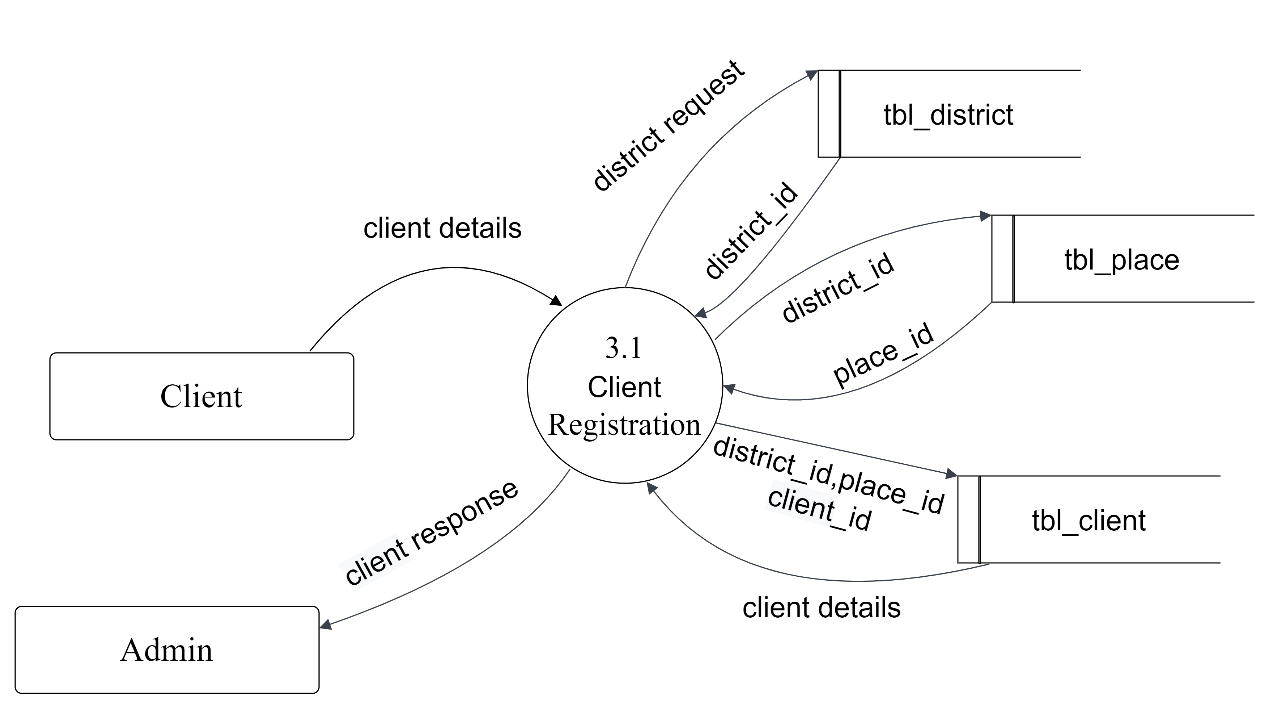 district request
tbl_district
district_id
client details
tbl_place
district_id
place_id
3.1
Client
Registration
Client
district_id,place_id
client_id
tbl_client
client response
client details
Admin